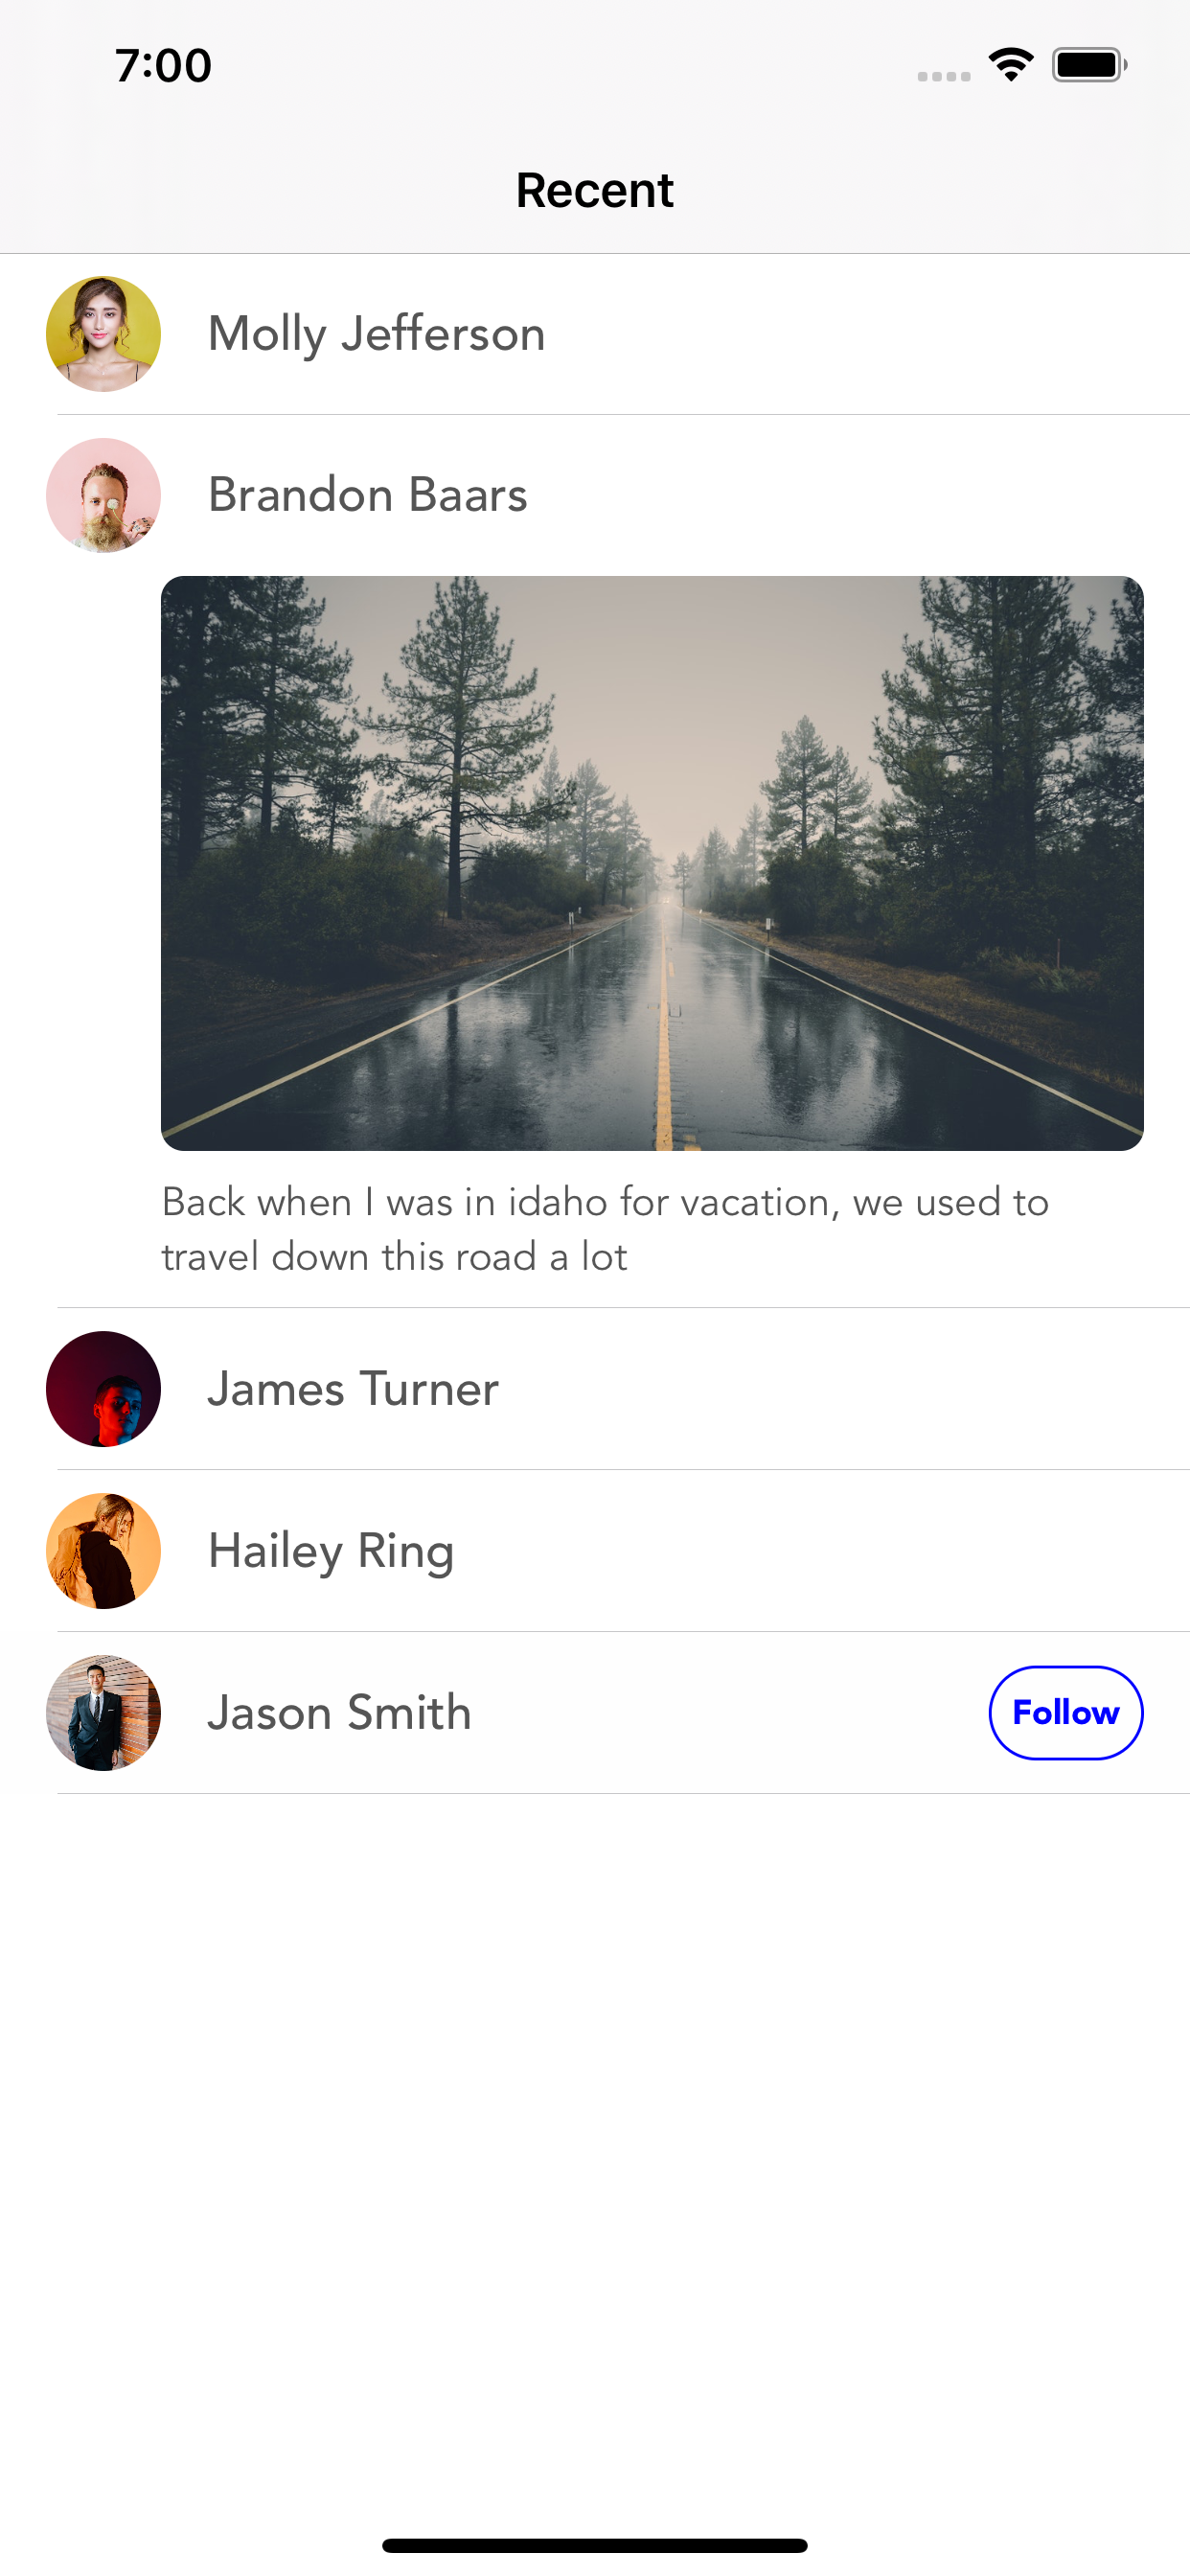 7:00
Recent
Molly Jefferson
Brandon Baars
Back when I was in idaho for vacation, we used to
travel down this road a lot
James Turner
Hailey Ring
Jason Smith
Follow